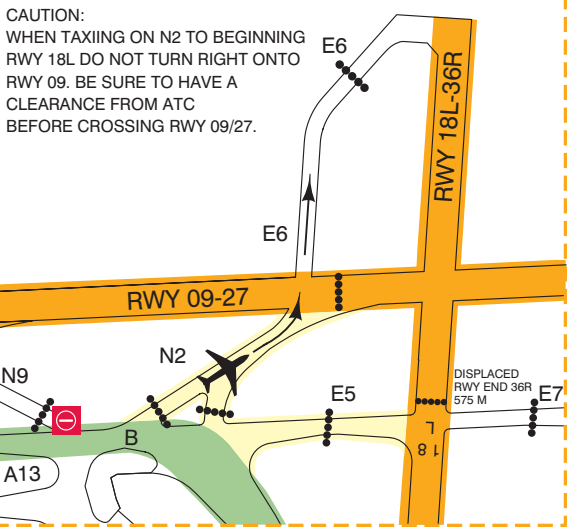 CAUTION:
WHEN TAXIING ON N2 TO BEGINNING
RWY 18L DO NOT TURN RIGHT ONTO
RWY 09. BE SURE TO HAVE A
CLEARANCE FROM ATC
BEFORE CROSSING RWY 09/27.
E6
RWY 18L-36R
E6
RWY 09-27
N2
N9
DISPLACED
RWY END 36R
575 M
E5
E7
B
18
L
A13